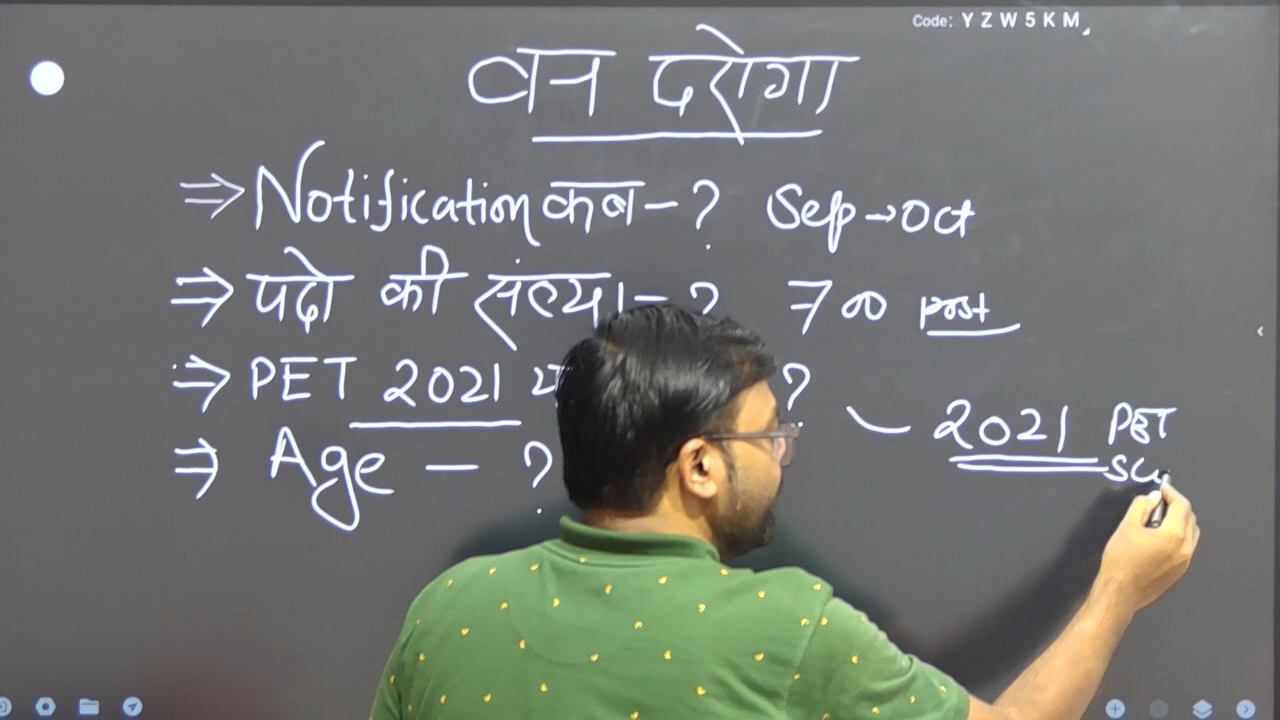 Code: Y Z W 5 K M
वन दरोगा
⇒ Notification कब - ? Sep → Oct
⇒ पदो की संख्या - ? 700 post
⇒ PET 2021 ? 2021 PET
⇒ Age - ?